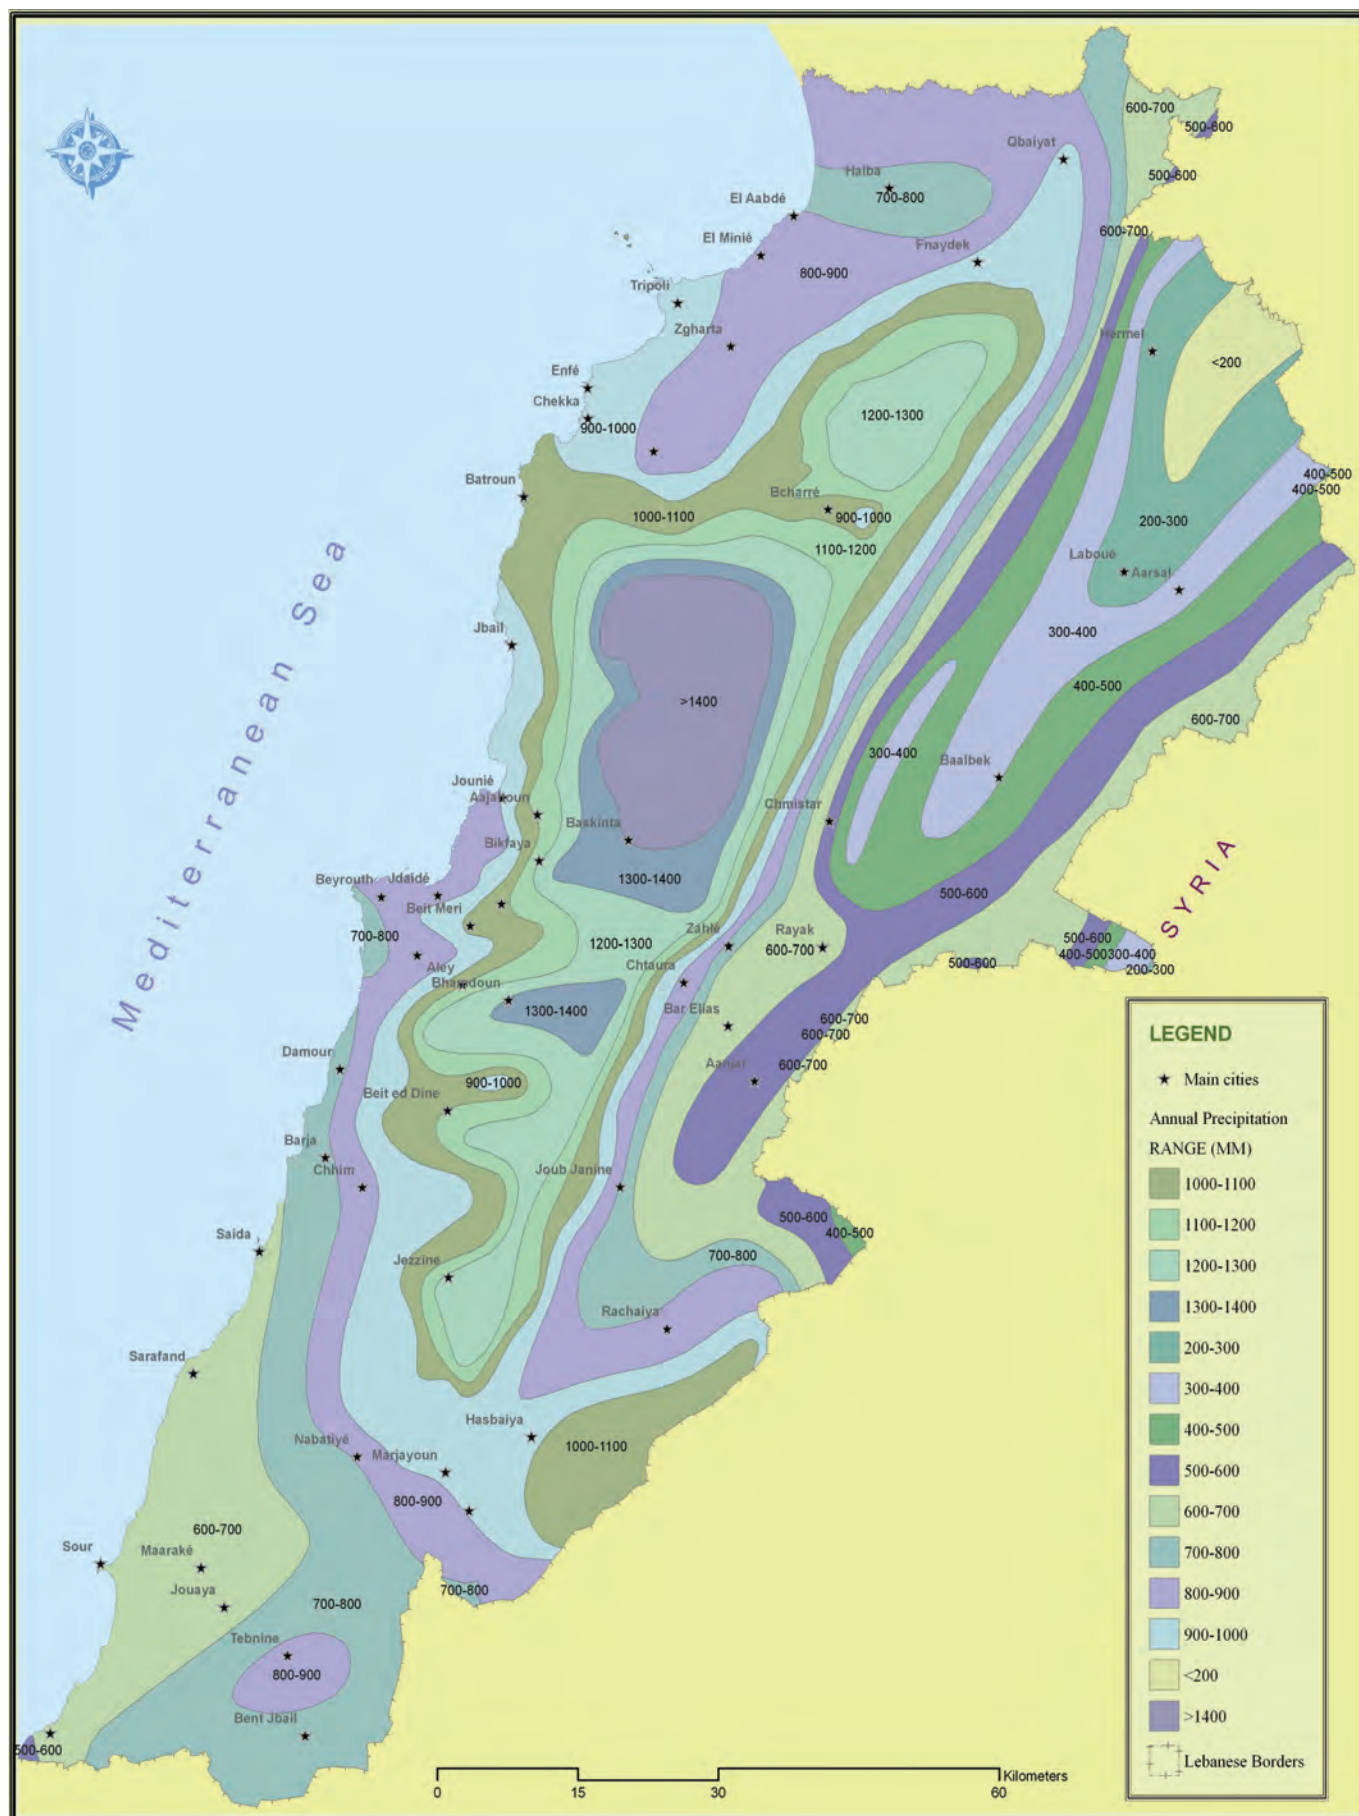 600-700
500-600
Qbaiyat
Halba
700-800
500-600
El Aabdé
El Minié
Fnaydek
600-700
800-900
Tripoli
Zgharta
Hermel
<200
Enfé
Chekka
900-1000
1200-1300
Batroun
Bcharré
400-500
400-500
1000-1100
900-1000
200-300
1100-1200
Laboué
Aarsal
Mediterranean Sea
Jbail
300-400
400-500
>1400
600-700
300-400
Baalbek
Jounié
Aajaltoun
Chmistar
Baskinta
Bikfaya
Beyrouth
Jdaidé
1300-1400
500-600
SYRIA
Beit Meri
700-800
1200-1300
Zahlé
Rayak
600-700
500-600
400-500
300-400
200-300
500-600
Aley
Chtaura
Bhamdoun
1300-1400
Bar Elias
600-700
600-700
600-700
Damour
Aanjar
900-1000
Beit ed Dine
Barja
Chhim
Joub Janine
500-600
400-500
Saida
700-800
Jezzine
Rachaiya
Sarafand
Hasbaiya
1000-1100
Nabatiyé
Marjayoun
800-900
600-700
Sour
Maaraké
Jouaya
700-800
700-800
Tebnine
800-900
Bent Jbail
500-600
0
15
30
60
Kilometers
LEGEND
Main cities
Annual Precipitation
RANGE (MM)
1000-1100
1100-1200
1200-1300
1300-1400
200-300
300-400
400-500
500-600
600-700
700-800
800-900
900-1000
<200
>1400
Lebanese Borders